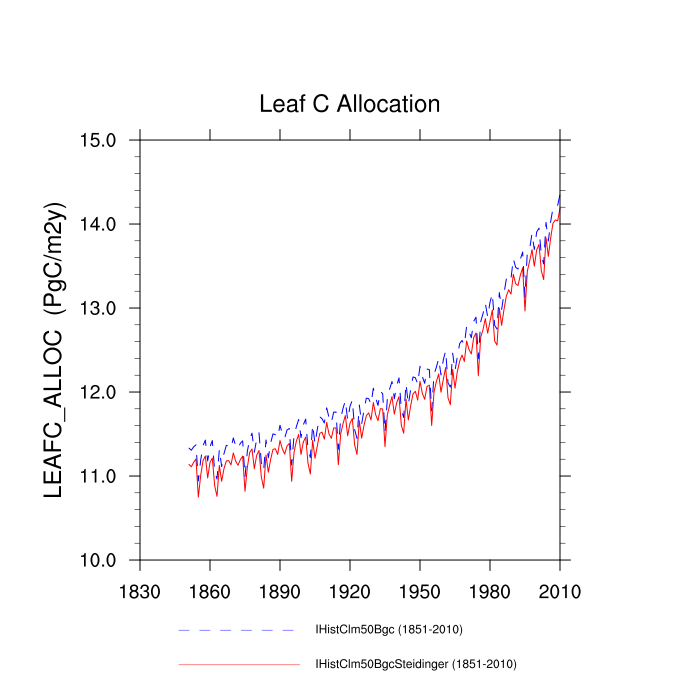 Leaf C Allocation
LEAFC_ALLOC (PgC/m2y)
15.0
14.0
13.0
12.0
11.0
10.0
1830 1860 1890 1920 1950 1980 2010
IHistClm50Bgc (1851-2010)
IHistClm50BgcSteidinger (1851-2010)